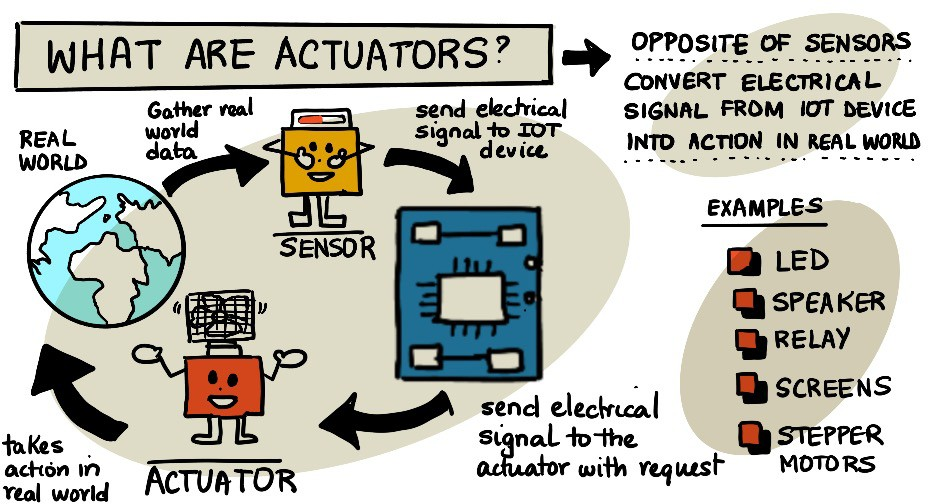 WHAT ARE ACTUATORS?
OPPOSITE OF SENSORS
CONVERT ELECTRICAL
SIGNAL FROM IOT DEVICE
INTO ACTION IN REAL WORLD
REAL
WORLD
Gather real
world
data
SENSOR
send electrical
signal to IOT
device
send electrical
signal to the
actuator with request
ACTUATOR
takes
action in
real world
EXAMPLES
LED
SPEAKER
RELAY
SCREENS
STEPPER
MOTORS